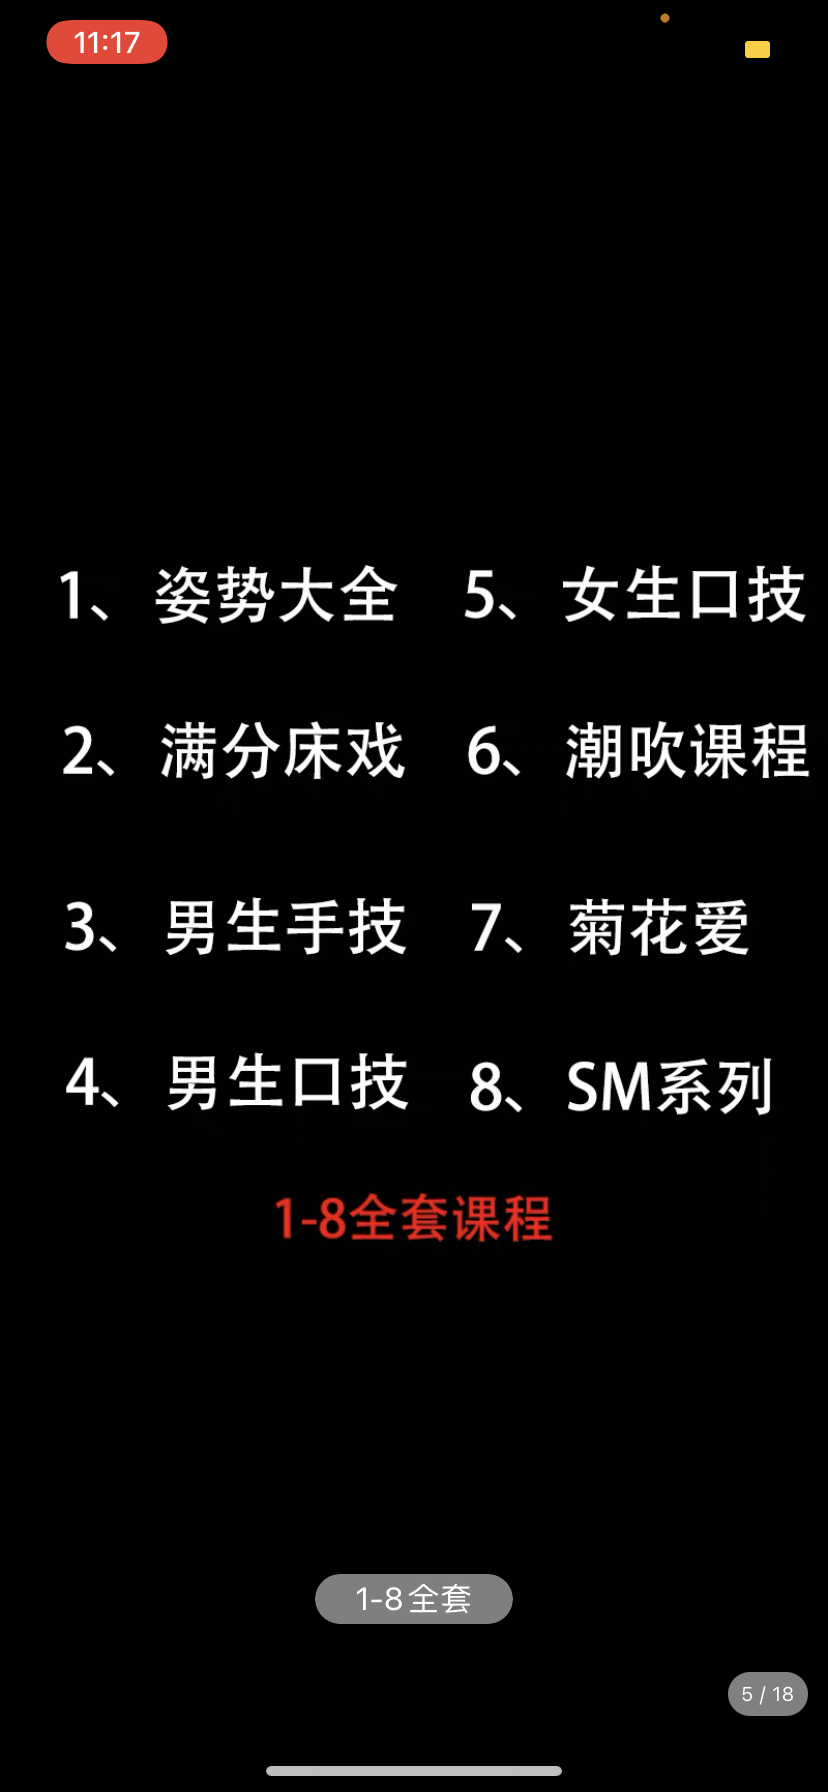 11:17
1、 姿势大全
2、 满分床戏
3、 男生手技
4、 男生口技
5、 女生口技
6、 潮吹课程
7、 菊花爱
8、 SM系列
1-8全套课程
1-8全套
5 / 18